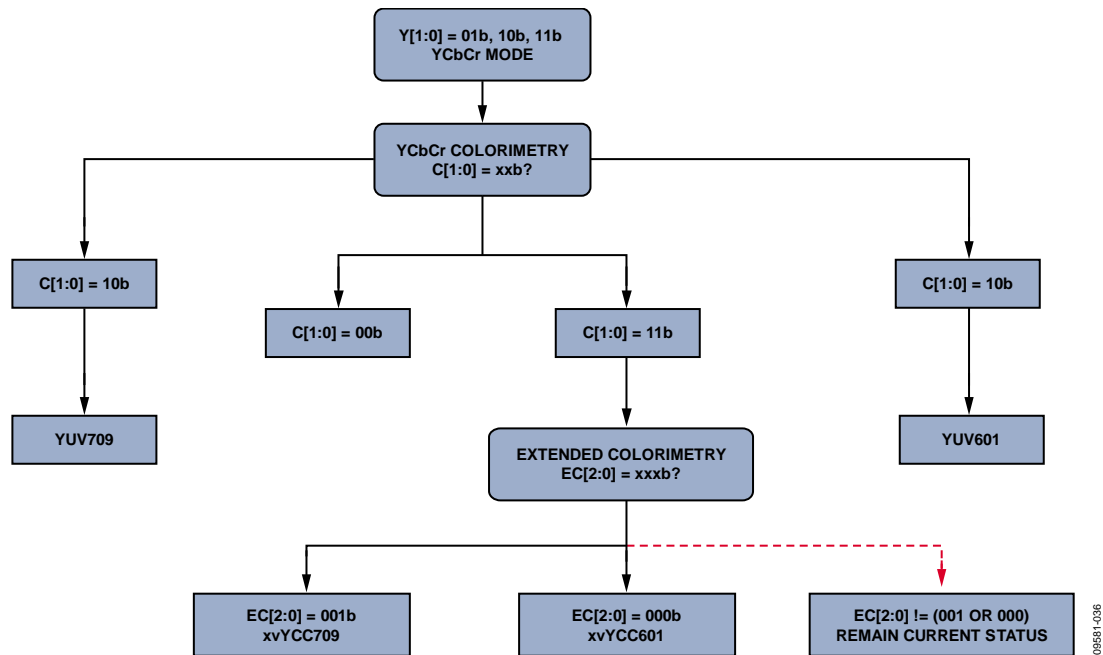 Y[1:0] = 01b, 10b, 11b
YCbCr MODE
YCbCr COLORIMETRY
C[1:0] = xxb?
C[1:0] = 10b
C[1:0] = 00b
C[1:0] = 11b
C[1:0] = 10b
YUV709
YUV601
EXTENDED COLORIMETRY
EC[2:0] = xxxb?
EC[2:0] = 001b
xvYCC709
EC[2:0] = 000b
xvYCC601
EC[2:0] != (001 OR 000)
REMAIN CURRENT STATUS
09581-036